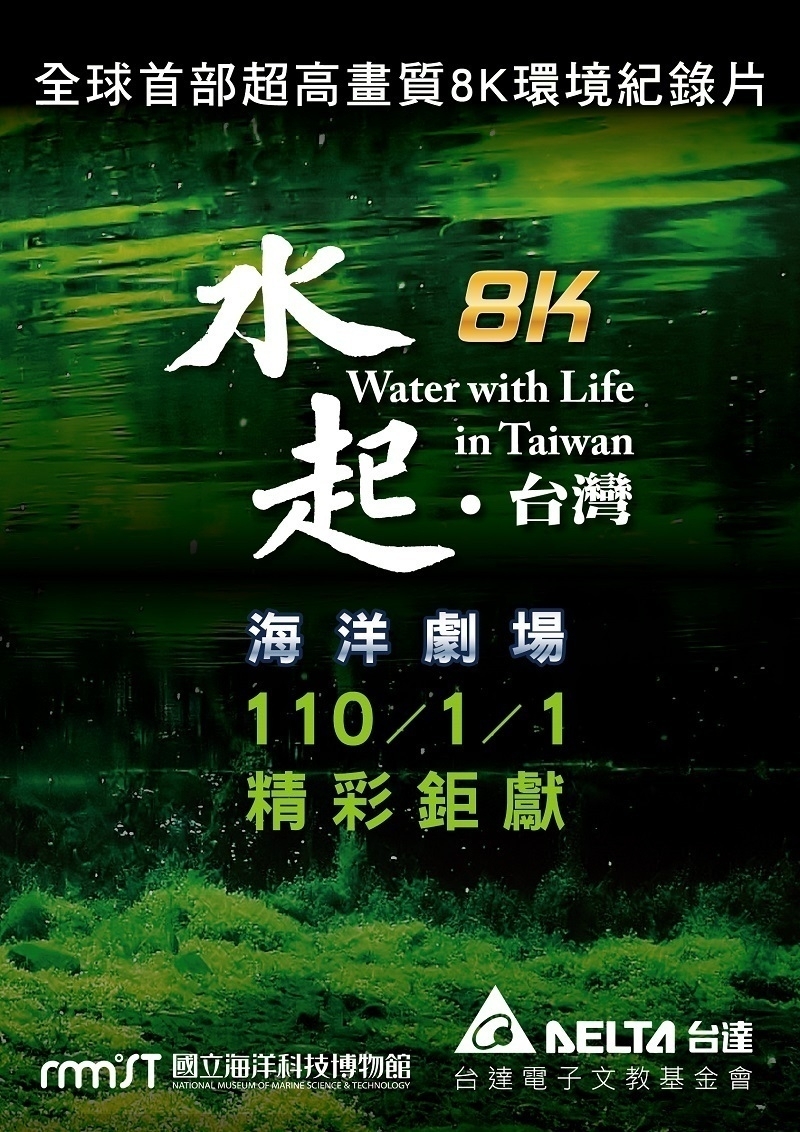 全球首部超高畫質8K環境紀錄片
水起
8K
Water with Life
in Taiwan
・台灣
海洋劇場
110/1/1
精彩鉅獻
nmmst 國立海洋科技博物館
NATIONAL MUSEUM OF MARINE SCIENCE & TECHNOLOGY
DELTA 台達
台達電子文教基金會